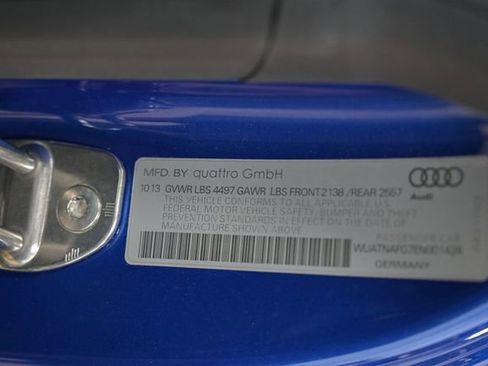 MFD. BY quattro GmbH
10 13 GVWR LBS 4497 GAWR LBS FRONT 2138 /REAR 2557
THIS VEHICLE CONFORMS TO ALL APPLICABLE U.S.
FEDERAL MOTOR VEHICLE SAFETY, BUMPER AND THEFT
PREVENTION STANDARDS IN EFFECT ON THE DATE OF
MANUFACTURE SHOWN ABOVE.
Audi
PASSENGER CAR
GERMANY